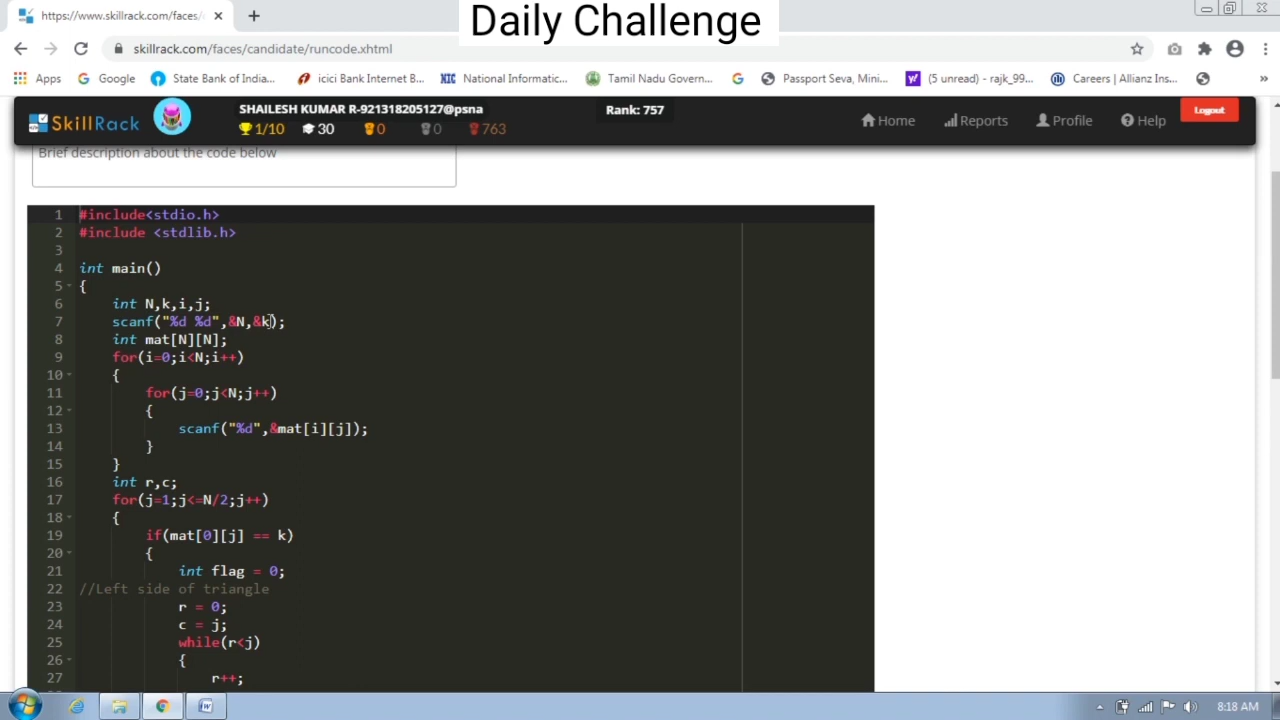 Daily Challenge
https://www.skillrack.com/faces/
skillrack.com/faces/candidate/runcode.xhtml
Apps Google State Bank of India... icici Bank Internet B... NIC National Informatic... Tamil Nadu Govern... Passport Seva, Mini... (5 unread) - rajk_99... Careers | Allianz Ins... »
SkillRack SHAILESH KUMAR R-921318205127@psna Rank: 757 Home Reports Profile Help Logout
1/10 30 0 0 763
Brief description about the code below
1 #include<stdio.h>
2 #include <stdlib.h>
3
4 int main()
5 {
6 int N,k,i,j;
7 scanf("%d %d",&N,&k);
8 int mat[N][N];
9 for(i=0;i<N;i++)
10 {
11 for(j=0;j<N;j++)
12 {
13 scanf("%d",&mat[i][j]);
14 }
15 }
16 int r,c;
17 for(j=1;j<=N/2;j++)
18 {
19 if(mat[0][j] == k)
20 {
21 int flag = 0;
22 //Left side of triangle
23 r = 0;
24 c = j;
25 while(r<j)
26 {
27 r++;
8:18 AM